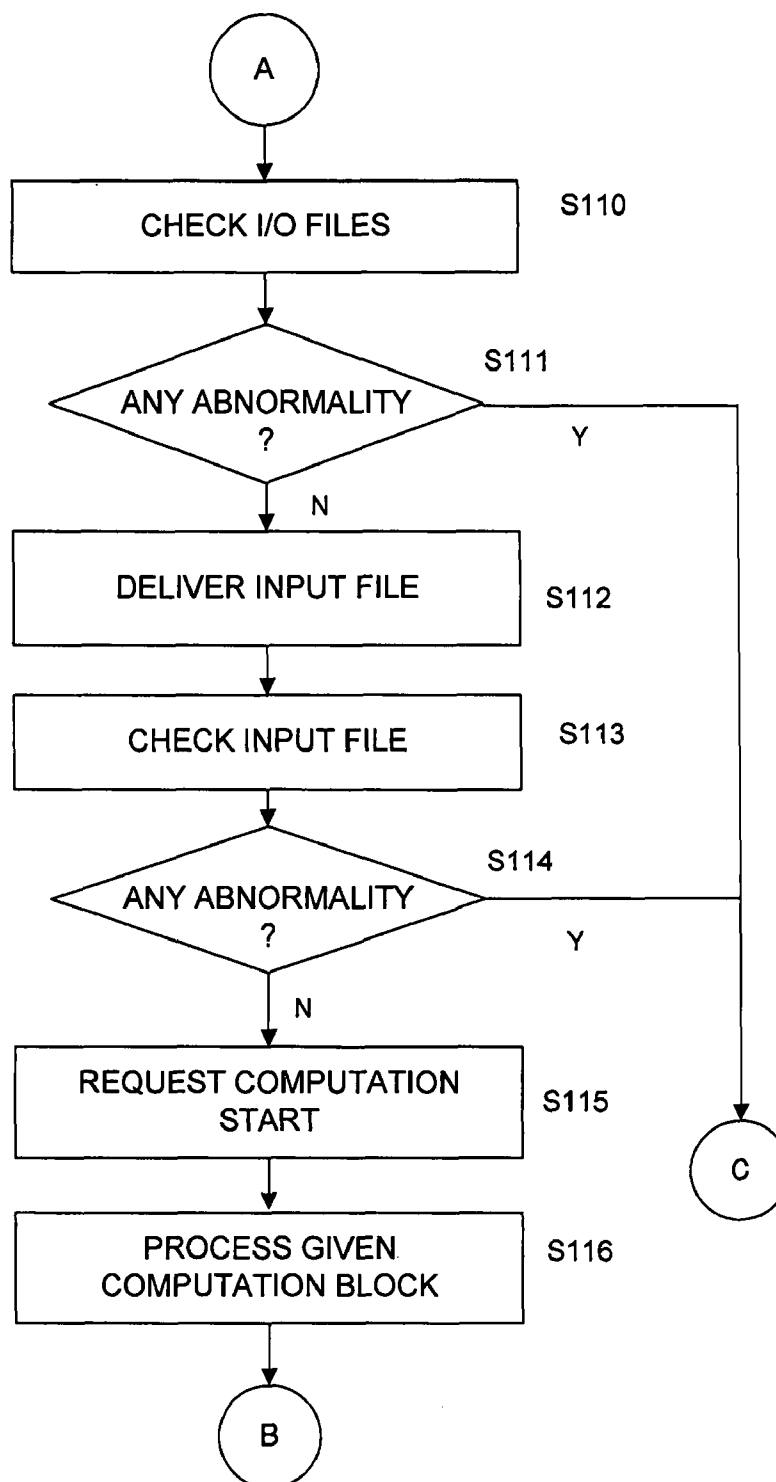 A
CHECK I/O FILES
S110
ANY ABNORMALITY
?
S111
Y
N
DELIVER INPUT FILE
S112
CHECK INPUT FILE
S113
ANY ABNORMALITY
?
S114
Y
N
REQUEST COMPUTATION
START
S115
C
PROCESS GIVEN
COMPUTATION BLOCK
S116
B